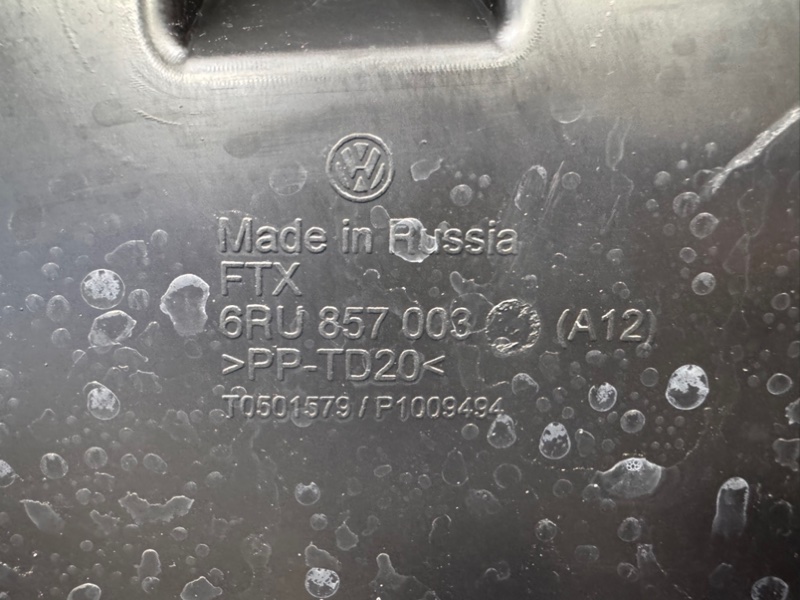 Made in Russia
FTX
6RU 857 003 (A12)
>PP-TD20<
T0501579 / P1009494